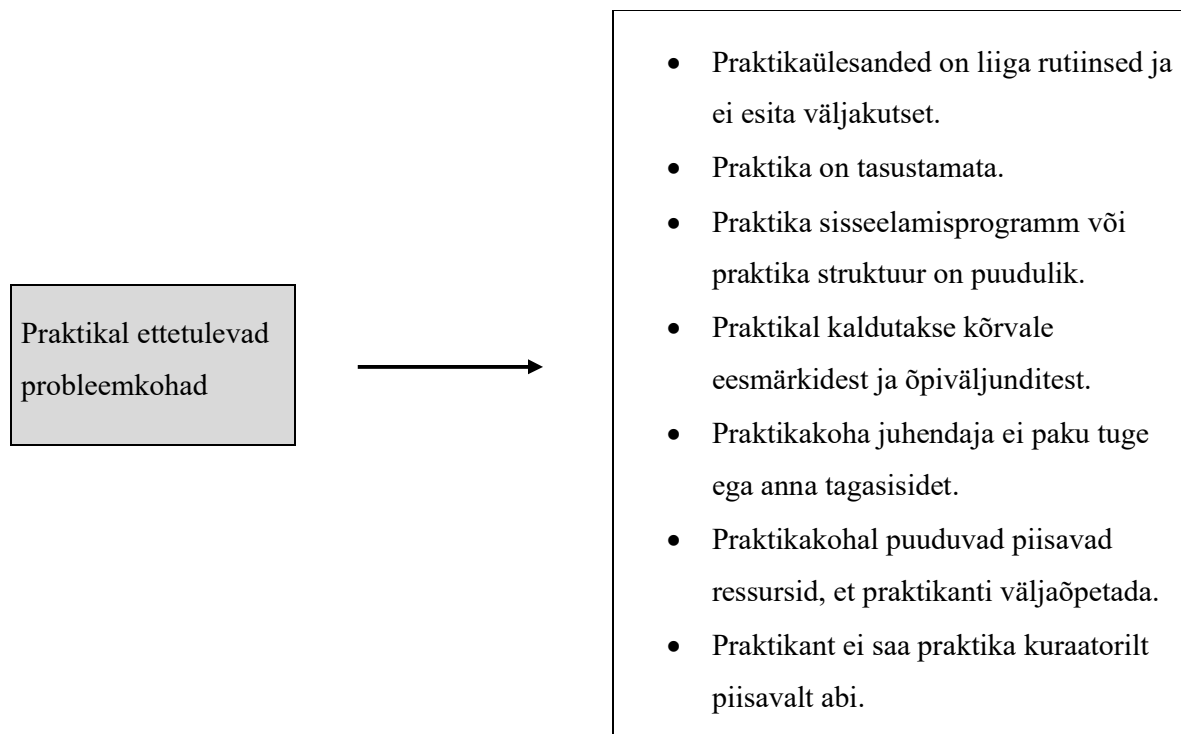 Praktikal ettetulevad
probleemkohad
• Praktikaülesanded on liiga rutiinsed ja
ei esita väljakutset.
• Praktika on tasustamata.
• Praktika sisseelamisprogramm või
praktika struktuur on puudulik.
• Praktikal kaldutakse kõrvale
eesmärkidest ja õpiväljunditest.
• Praktikakoha juhendaja ei paku tuge
ega anna tagasisidet.
• Praktikakohal puuduvad piisavad
ressursid, et praktikanti väljaõpetada.
• Praktikant ei saa praktika kuraatorilt
piisavalt abi.